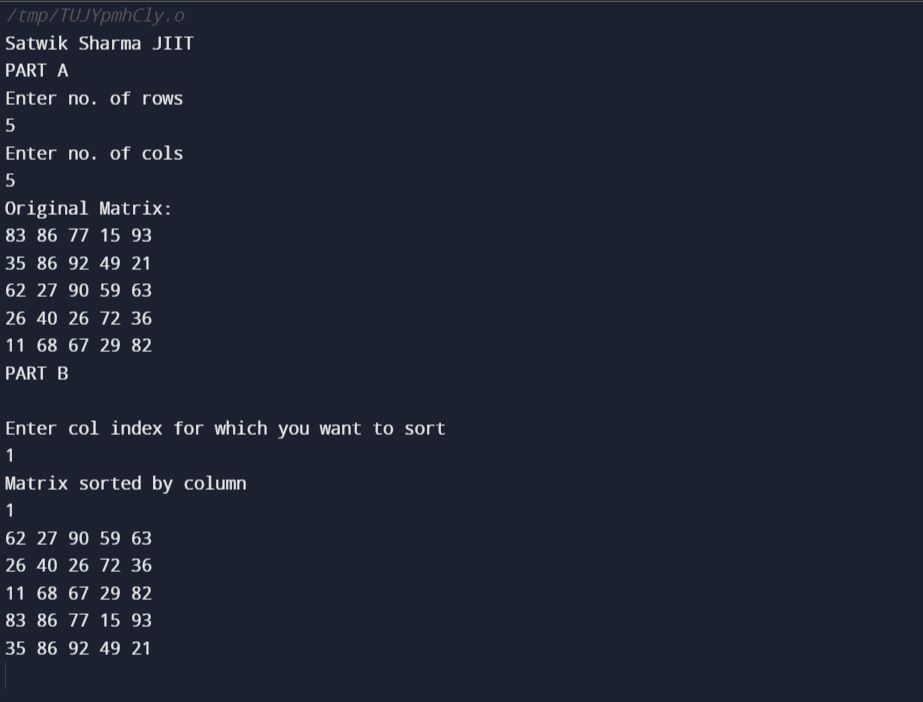 /tmp/TUJYpmhCly.o
Satwik Sharma JIIT
PART A
Enter no. of rows
5
Enter no. of cols
5
Original Matrix:
83 86 77 15 93
35 86 92 49 21
62 27 90 59 63
26 40 26 72 36
11 68 67 29 82
PART B
Enter col index for which you want to sort
1
Matrix sorted by column
1
62 27 90 59 63
26 40 26 72 36
11 68 67 29 82
83 86 77 15 93
35 86 92 49 21